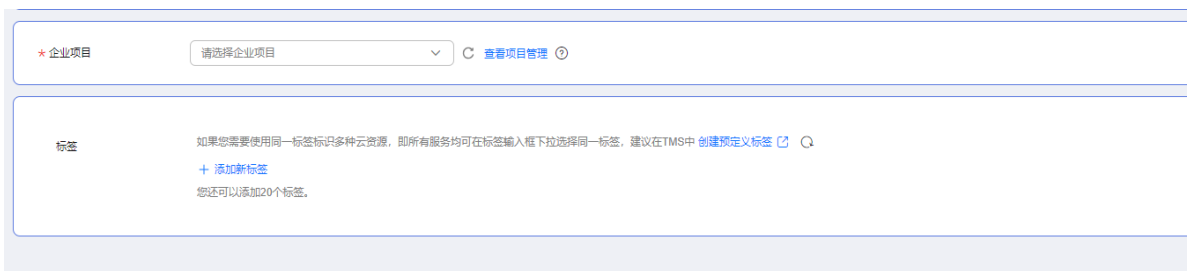 * 企业项目
请选择企业项目
查看项目管理
标签
如果您需要使用同一标签标识多种云资源，即所有服务均可在标签输入框下拉选择同一标签，建议在TMS中 创建预定义标签
+ 添加新标签
您还可以添加20个标签。